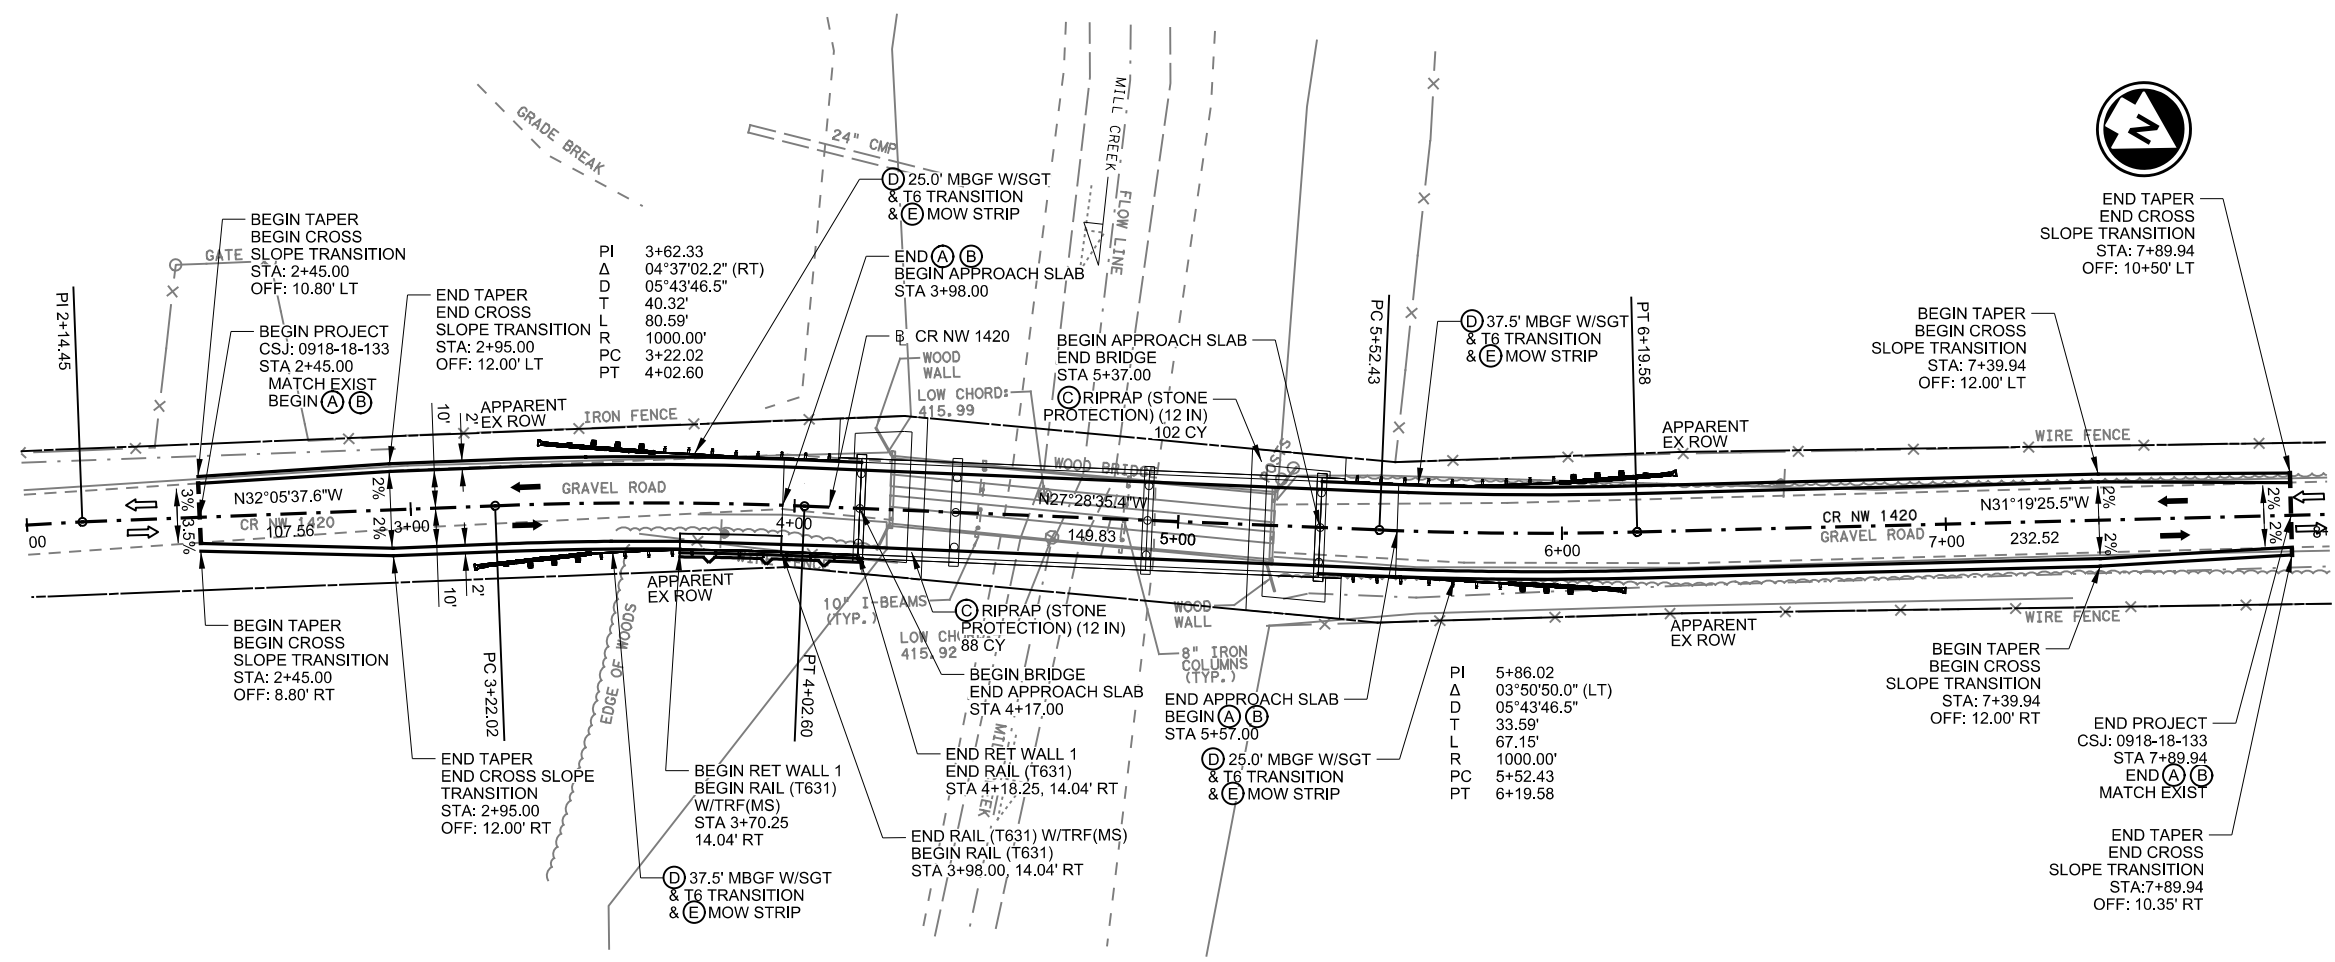 GRADE BREAK
24" CMP
MILL CREEK
FLOW LINE
N
BEGIN TAPER
BEGIN CROSS
SLOPE TRANSITION
STA: 2+45.00
OFF: 10.80' LT
GATE
BEGIN PROJECT
CSJ: 0918-18-133
STA 2+45.00
MATCH EXIST
BEGIN A B
PI 2+14.45
END TAPER
END CROSS
SLOPE TRANSITION
STA: 2+95.00
OFF: 12.00' LT
PI 3+62.33
Δ 04°37'02.2" (RT)
D 05°43'46.5"
T 40.32'
L 80.59'
R 1000.00'
PC 3+22.02
PT 4+02.60
D 25.0' MBGF W/SGT
& T6 TRANSITION
& E MOW STRIP
END A B
BEGIN APPROACH SLAB
STA 3+98.00
B CR NW 1420
WOOD
WALL
LOW CHORD:
415.99
BEGIN APPROACH SLAB
END BRIDGE
STA 5+37.00
C RIPRAP (STONE
PROTECTION) (12 IN)
102 CY
PC 5+52.43
D 37.5' MBGF W/SGT
& T6 TRANSITION
& E MOW STRIP
PT 6+19.58
END TAPER
END CROSS
SLOPE TRANSITION
STA: 7+89.94
OFF: 10+50' LT
BEGIN TAPER
BEGIN CROSS
SLOPE TRANSITION
STA: 7+39.94
OFF: 12.00' LT
10'
2'
APPARENT
EX ROW
IRON FENCE
APPARENT
EX ROW
WIRE FENCE
POSTS
WOOD BRIDGE
3%
3.5%
N32°05'37.6"W
CR NW 1420
107.56
00
2%
2%
3+00
GRAVEL ROAD
4+00
N27°28'35.4"W
149.83
5+00
6+00
CR NW 1420
GRAVEL ROAD
7+00
N31°19'25.5"W
232.52
2%
2%
2%
2%
10'
2'
WIRE FENCE
APPARENT
EX ROW
10" I-BEAMS
(TYP.)
EDGE OF WOODS
LOW CHORD:
415.92
C RIPRAP (STONE
PROTECTION) (12 IN)
88 CY
WOOD
WALL
8" IRON
COLUMNS
(TYP.)
APPARENT
EX ROW
WIRE FENCE
BEGIN TAPER
BEGIN CROSS
SLOPE TRANSITION
STA: 2+45.00
OFF: 8.80' RT
PC 3+22.02
PT 4+02.60
END TAPER
END CROSS SLOPE
TRANSITION
STA: 2+95.00
OFF: 12.00' RT
BEGIN RET WALL 1
BEGIN RAIL (T631)
W/TRF(MS)
STA 3+70.25
14.04' RT
D 37.5' MBGF W/SGT
& T6 TRANSITION
& E MOW STRIP
BEGIN BRIDGE
END APPROACH SLAB
STA 4+17.00
END RET WALL 1
END RAIL (T631)
STA 4+18.25, 14.04' RT
MILL CREEK
END RAIL (T631) W/TRF(MS)
BEGIN RAIL (T631)
STA 3+98.00, 14.04' RT
END APPROACH SLAB
BEGIN A B
STA 5+57.00
D 25.0' MBGF W/SGT
& T6 TRANSITION
& E MOW STRIP
PI 5+86.02
Δ 03°50'50.0" (LT)
D 05°43'46.5"
T 33.59'
L 67.15'
R 1000.00'
PC 5+52.43
PT 6+19.58
BEGIN TAPER
BEGIN CROSS
SLOPE TRANSITION
STA: 7+39.94
OFF: 12.00' RT
END PROJECT
CSJ: 0918-18-133
STA 7+89.94
END A B
MATCH EXIST
END TAPER
END CROSS
SLOPE TRANSITION
STA:7+89.94
OFF: 10.35' RT